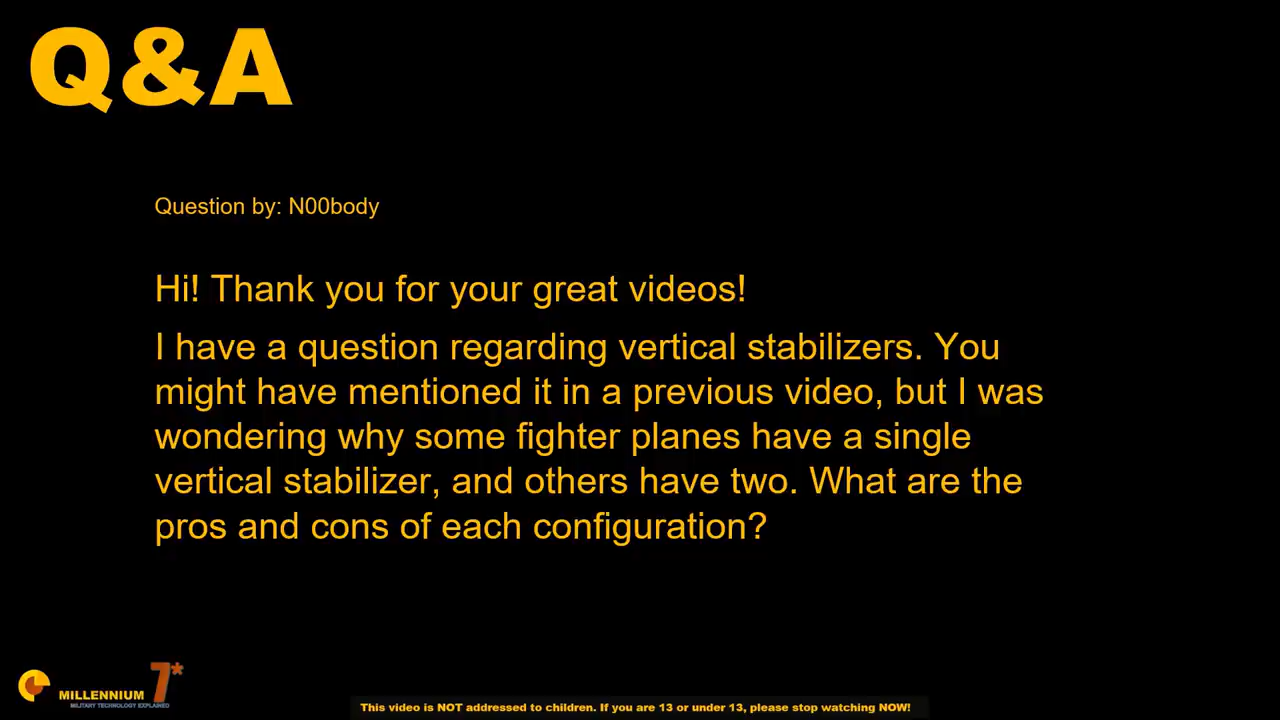 Q&A
Question by: N00body
Hi! Thank you for your great videos!
I have a question regarding vertical stabilizers. You
might have mentioned it in a previous video, but I was
wondering why some fighter planes have a single
vertical stabilizer, and others have two. What are the
pros and cons of each configuration?
MILLENNIUM 7*
MILITARY TECHNOLOGY EXPLAINED
This video is NOT addressed to children. If you are 13 or under 13, please stop watching NOW!